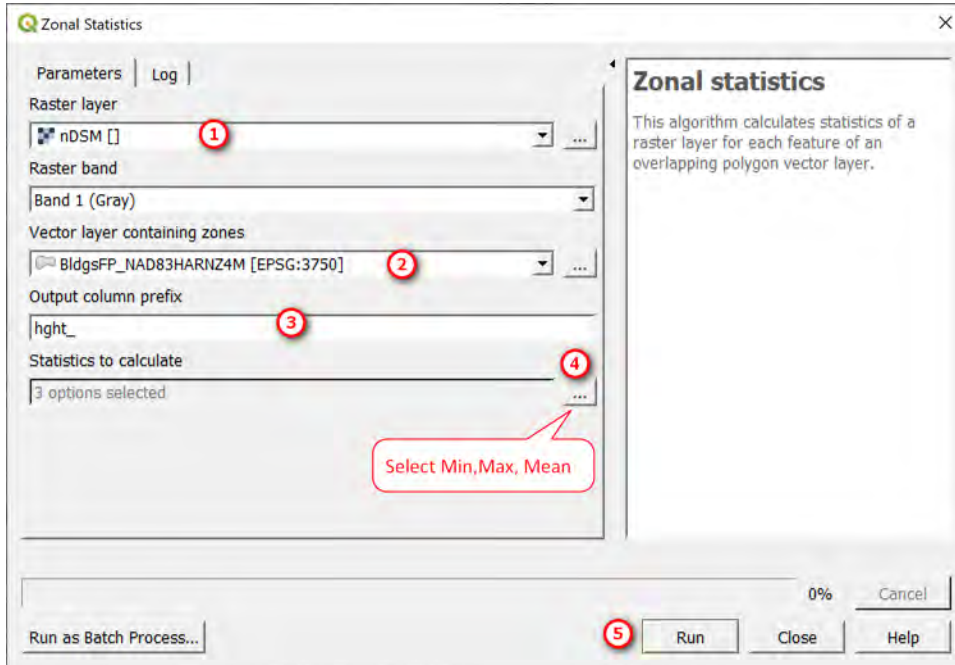 Zonal Statistics
Parameters
Log
Raster layer
nDSM []
1
...
Raster band
Band 1 (Gray)
Vector layer containing zones
BldgsFP_NAD83HARNZ4M [EPSG:3750]
2
...
Output column prefix
hght_
3
Statistics to calculate
4
3 options selected
...
Select Min,Max, Mean
Zonal statistics
This algorithm calculates statistics of a
raster layer for each feature of an
overlapping polygon vector layer.
0%
Cancel
Run as Batch Process...
5
Run
Close
Help